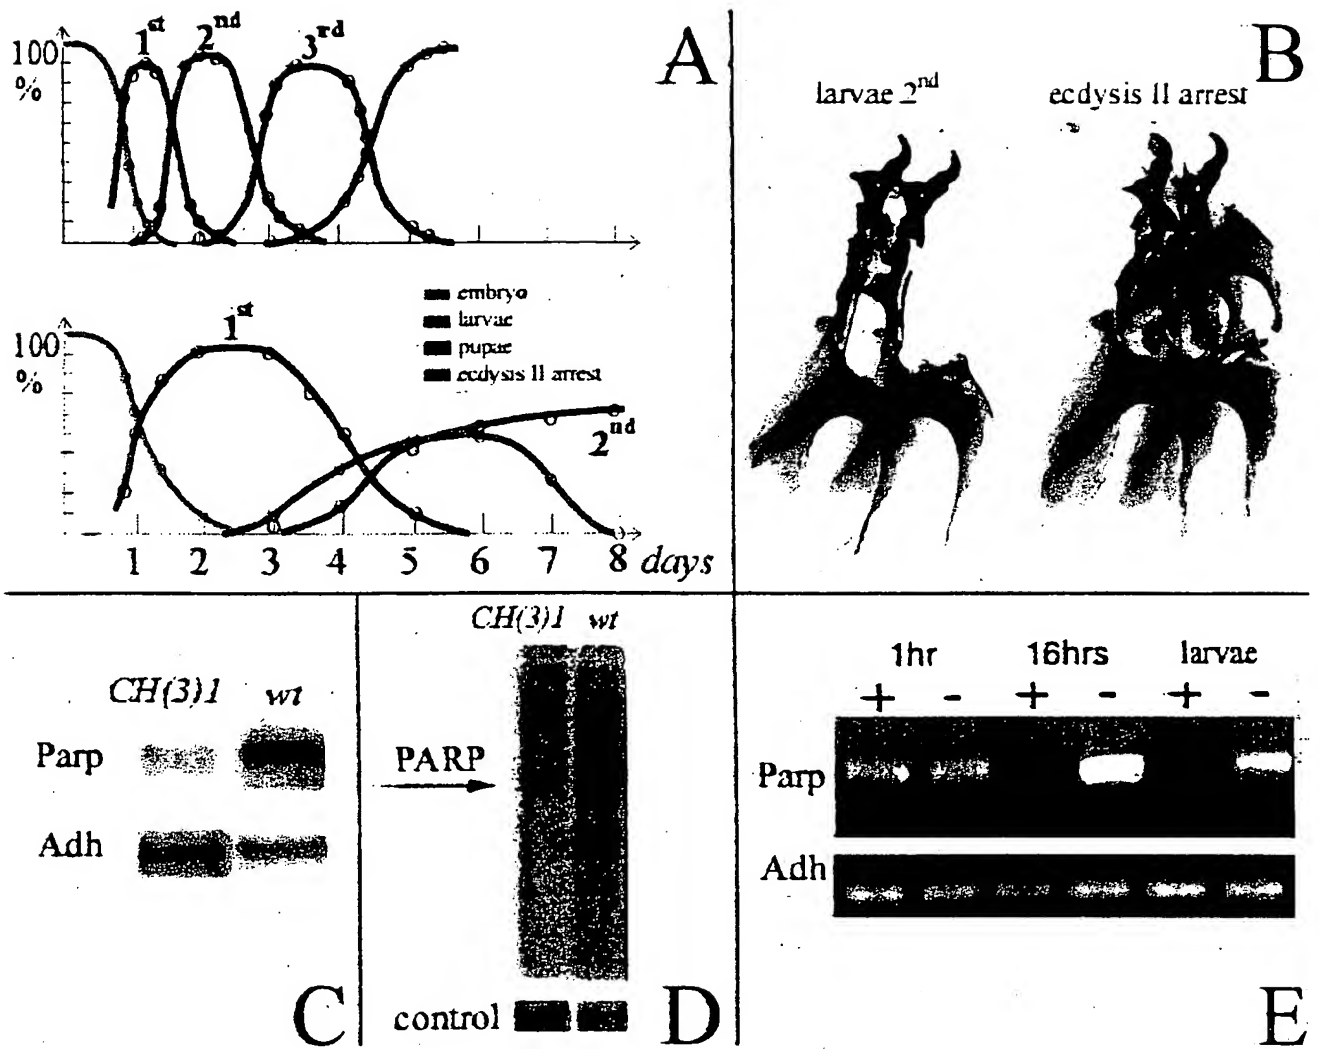 A
1st 2nd 3rd
100
%
embryo
larvae
pupae
ecdysis II arrest
1st
100
%
2nd
1 2 3 4 5 6 7 8 days
B
larvae 2nd
ecdysis II arrest
CH(3)1 wt
Parp
Adh
C
CH(3)1 wt
PARP
control
D
1hr 16hrs larvae
+ - + - + -
Parp
Adh
E